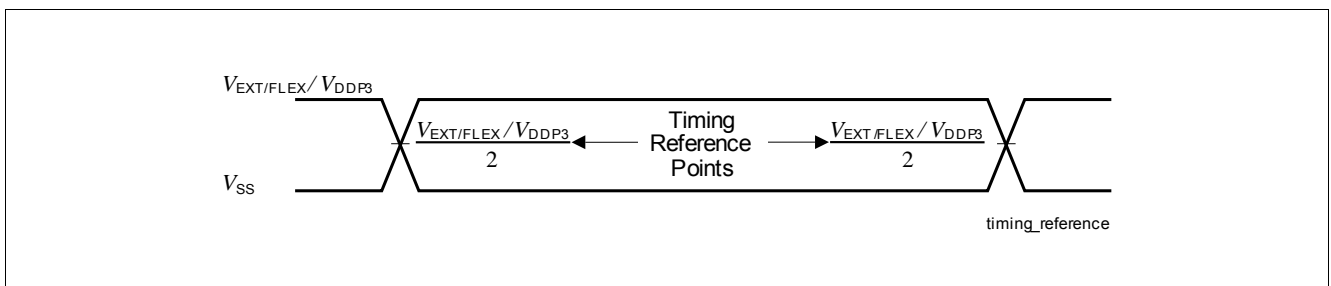 VEXT/FLEX / VDDP3
VEXT/FLEX / VDDP3
2
Timing
Reference
Points
VEXT/FLEX / VDDP3
2
VSS
timing_reference